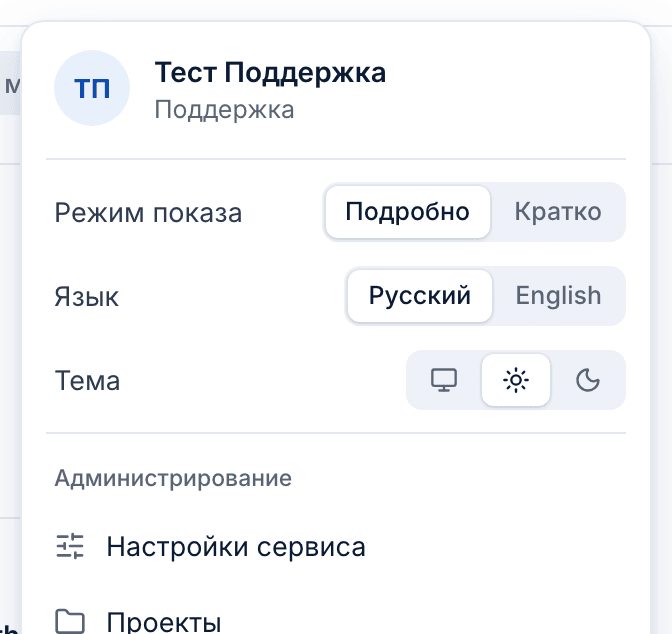 ТП
Тест Поддержка
Поддержка
Режим показа
Подробно Кратко
Язык
Русский English
Тема
Администрирование
Настройки сервиса
Проекты